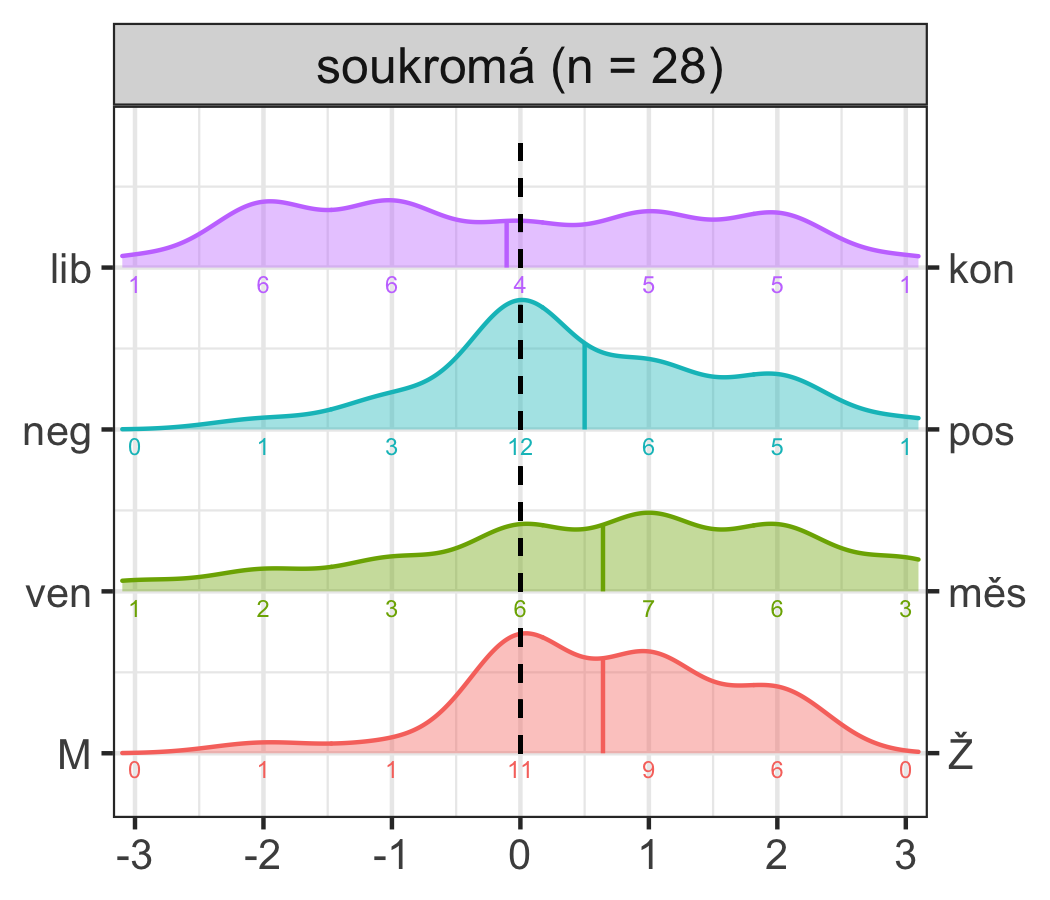 soukromá (n = 28)
lib kon
1 6 6 4 5 5 1
neg pos
0 1 3 12 6 5 1
ven měs
1 2 3 6 7 6 3
M Ž
0 1 1 11 9 6 0
-3 -2 -1 0 1 2 3